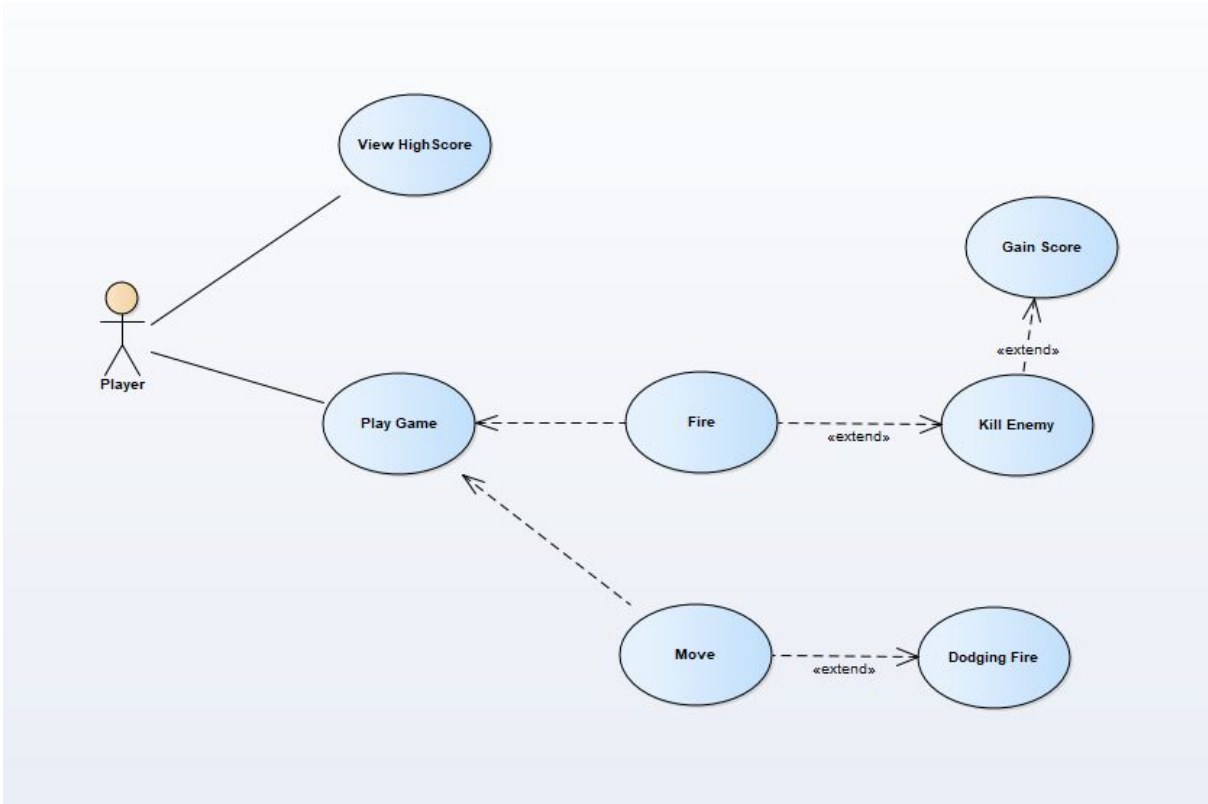 View HighScore
Gain Score
«extend»
Player
Play Game
Fire
«extend»
Kill Enemy
Move
«extend»
Dodging Fire